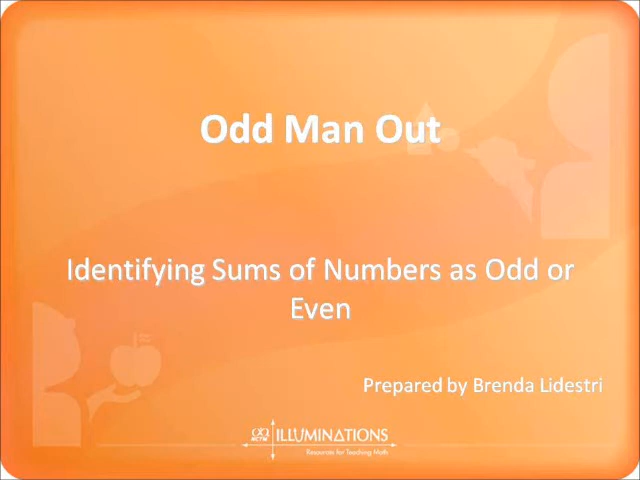 Odd Man Out
Identifying Sums of Numbers as Odd or
Even
Prepared by Brenda Lidestri
NCTM
ILLUMINATIONS
Resources for Teaching Math